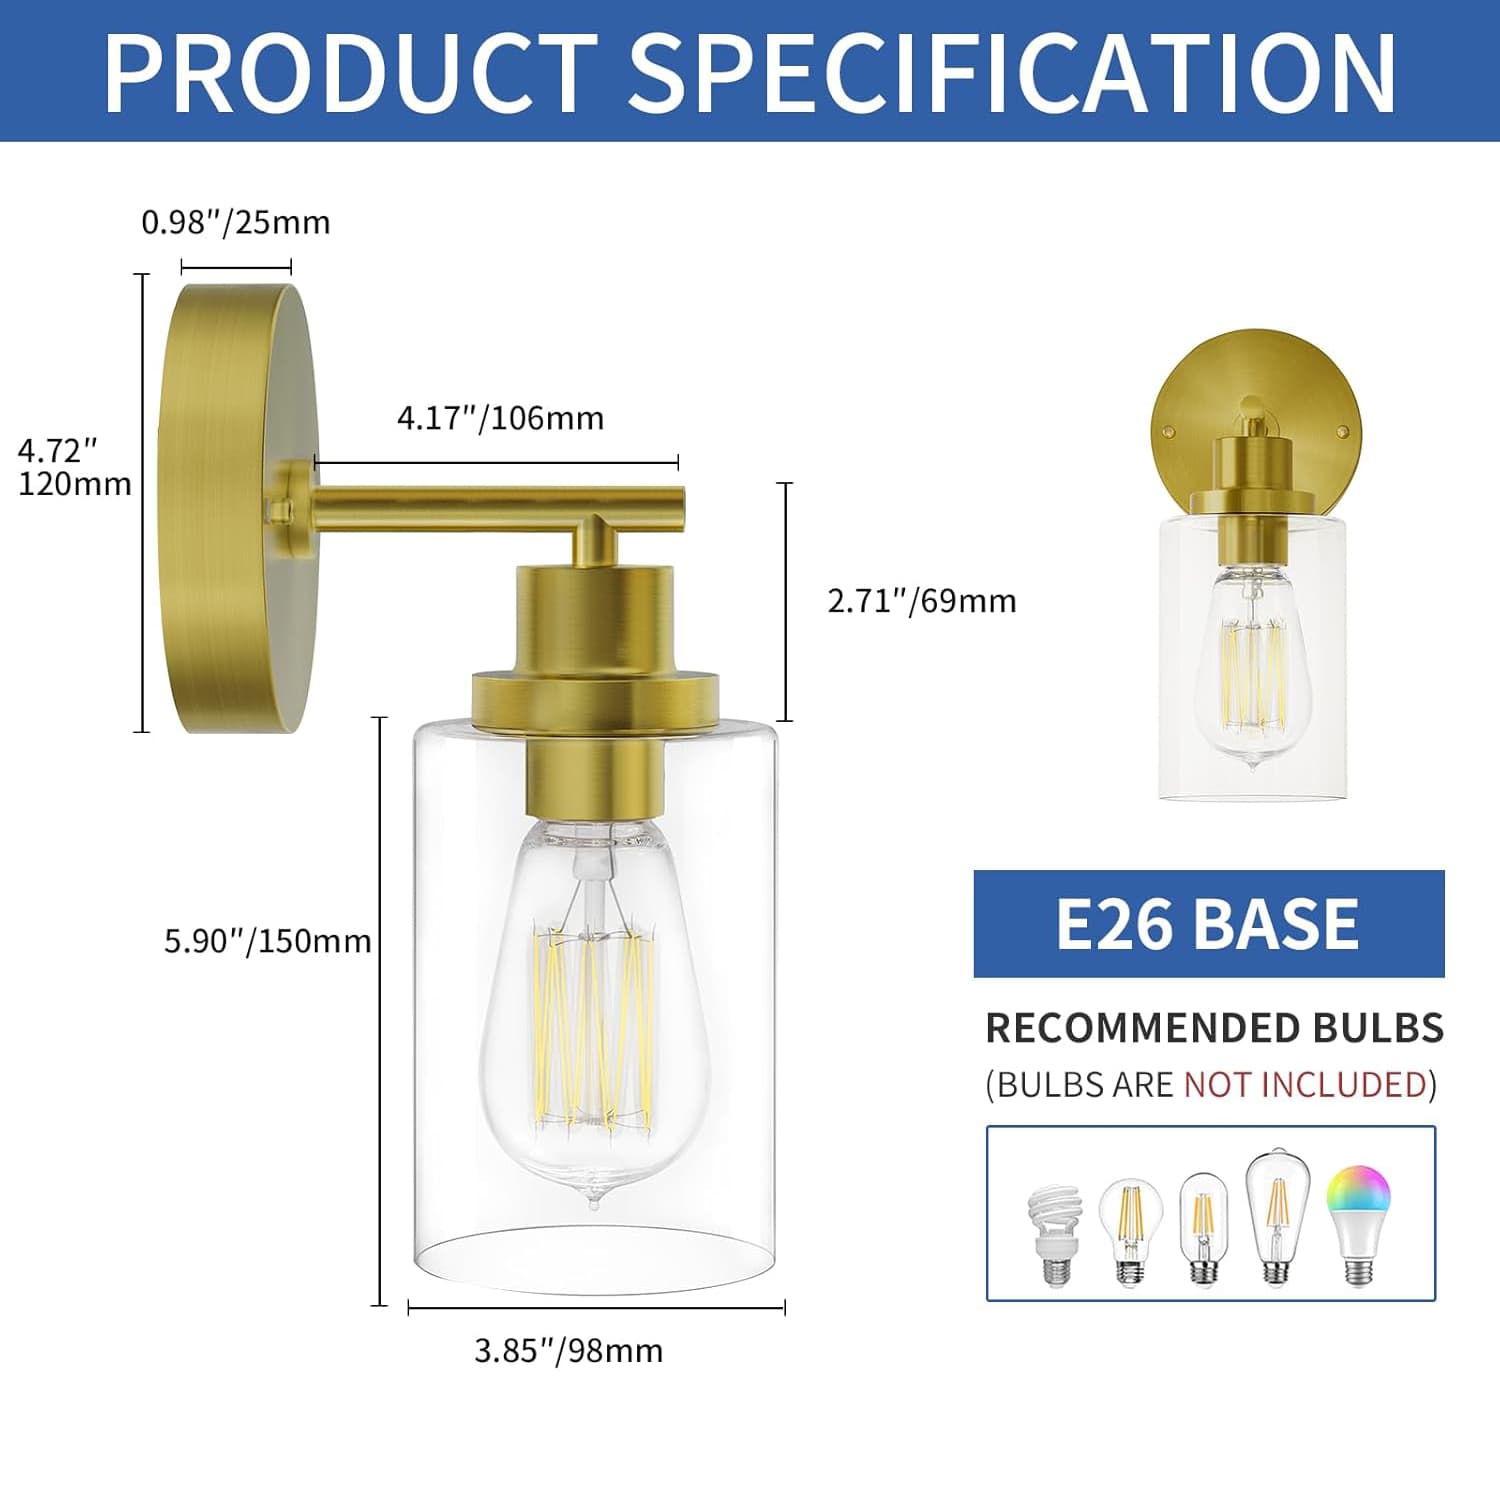 PRODUCT SPECIFICATION
0.98"/25mm
4.72"
120mm
4.17"/106mm
2.71"/69mm
5.90"/150mm
3.85"/98mm
E26 BASE
RECOMMENDED BULBS
(BULBS ARE NOT INCLUDED)